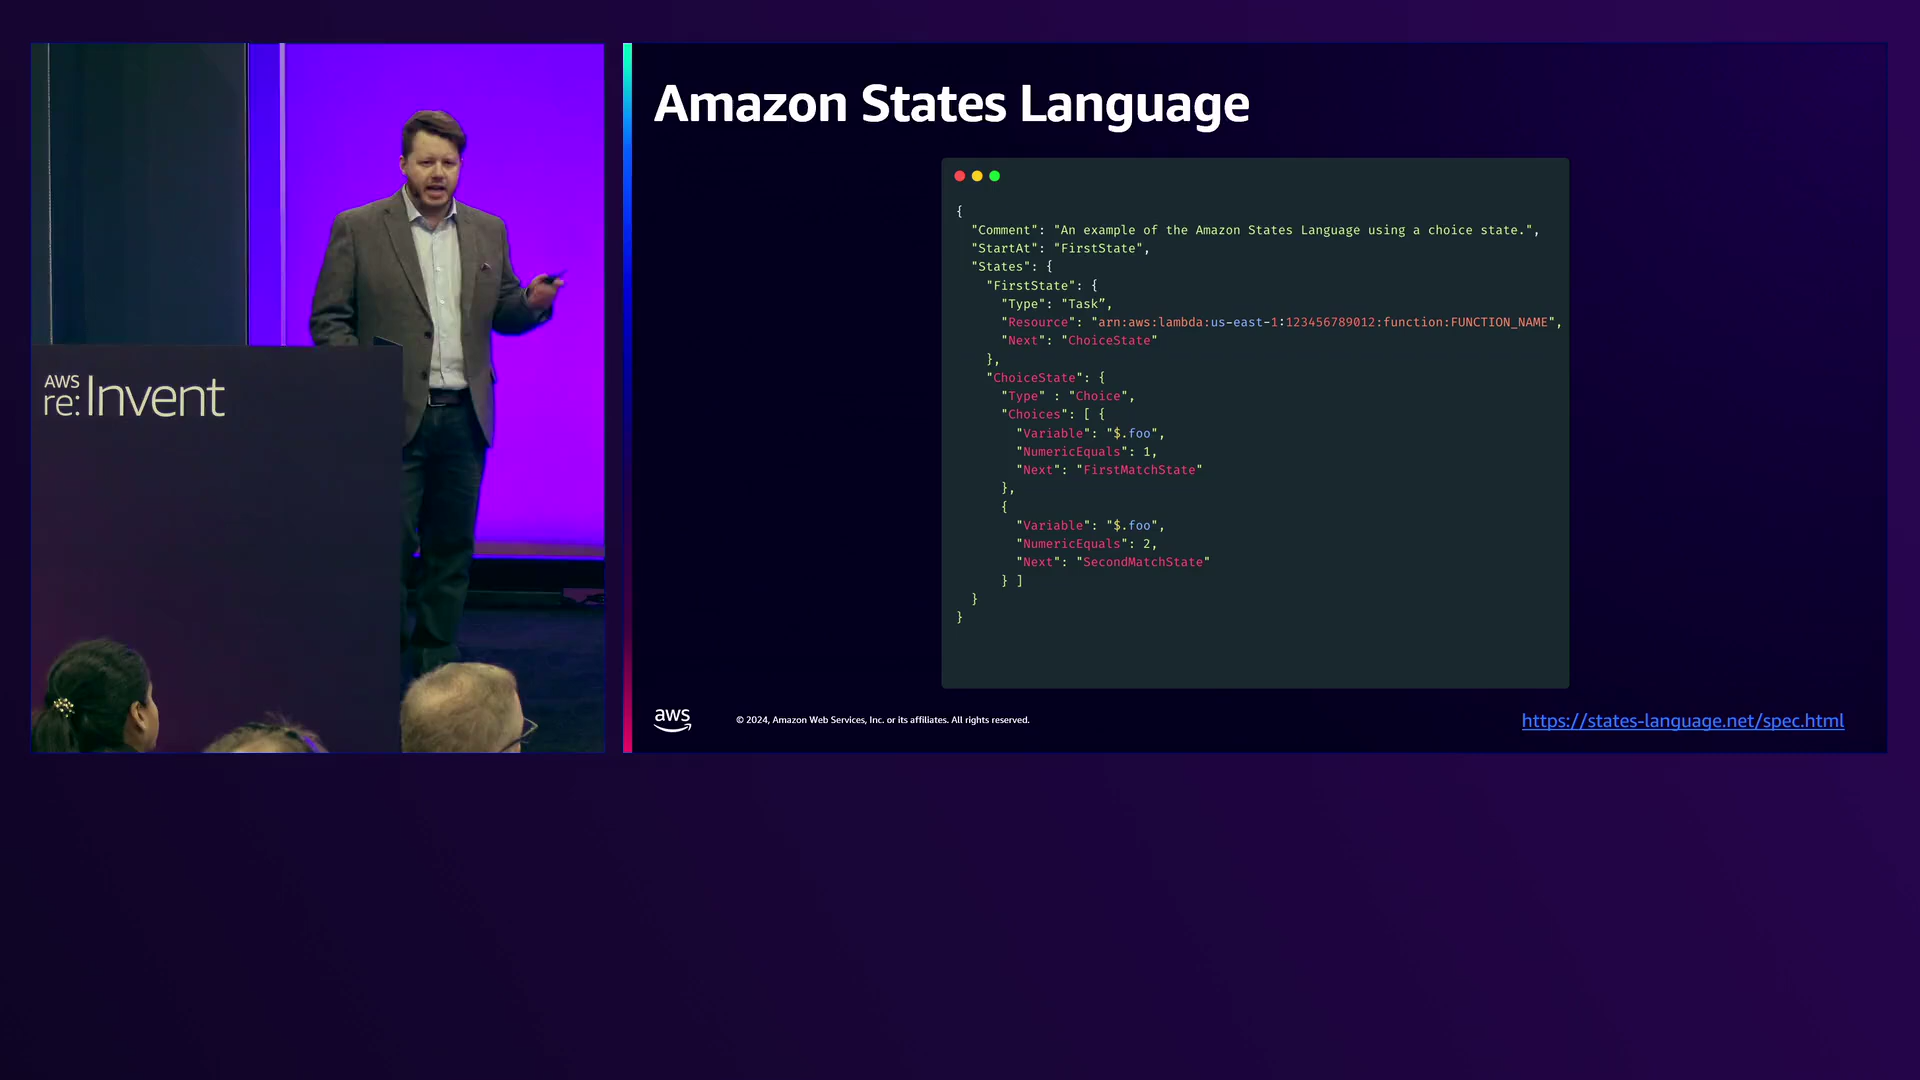 AWS
re:Invent
Amazon States Language
{
"Comment": "An example of the Amazon States Language using a choice state.",
"StartAt": "FirstState",
"States": {
"FirstState": {
"Type": "Task”,
"Resource": "arn:aws:lambda:us-east-1:123456789012:function:FUNCTION_NAME",
"Next": "ChoiceState"
},
"ChoiceState": {
"Type" : "Choice",
"Choices": [ {
"Variable": "$.foo",
"NumericEquals": 1,
"Next": "FirstMatchState"
},
{
"Variable": "$.foo",
"NumericEquals": 2,
"Next": "SecondMatchState"
} ]
}
}
aws
© 2024, Amazon Web Services, Inc. or its affiliates. All rights reserved.
https://states-language.net/spec.html